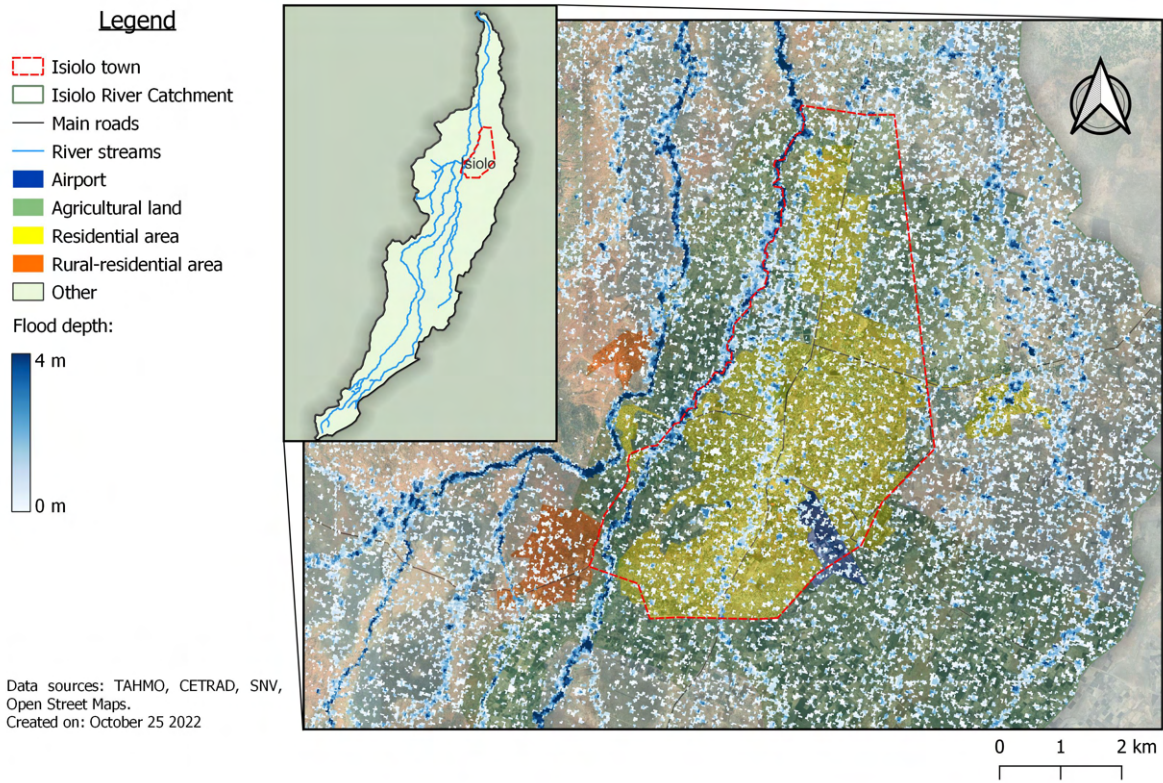 Legend
Isiolo town
Isiolo River Catchment
Main roads
River streams
Airport
Agricultural land
Residential area
Rural-residential area
Other
Flood depth:
4 m
0 m
Data sources: TAHMO, CETRAD, SNV,
Open Street Maps.
Created on: October 25 2022
Isiolo
0 1 2 km